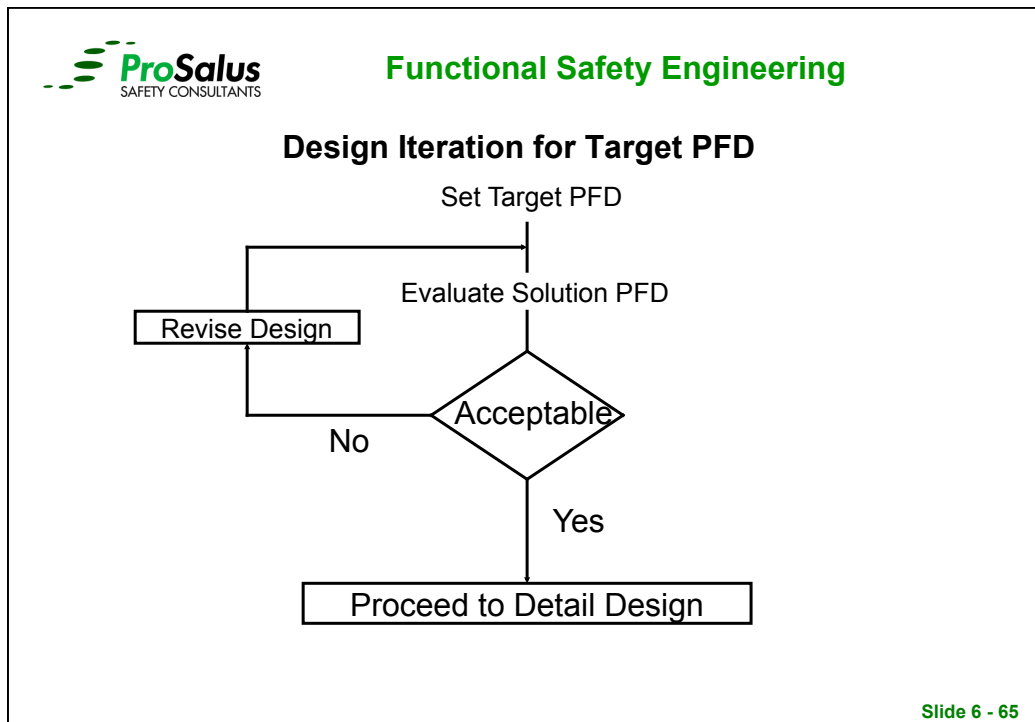 ProSalus
SAFETY CONSULTANTS
Functional Safety Engineering
Design Iteration for Target PFD
Set Target PFD
Evaluate Solution PFD
Revise Design
Acceptable
No
Yes
Proceed to Detail Design
Slide 6 - 65